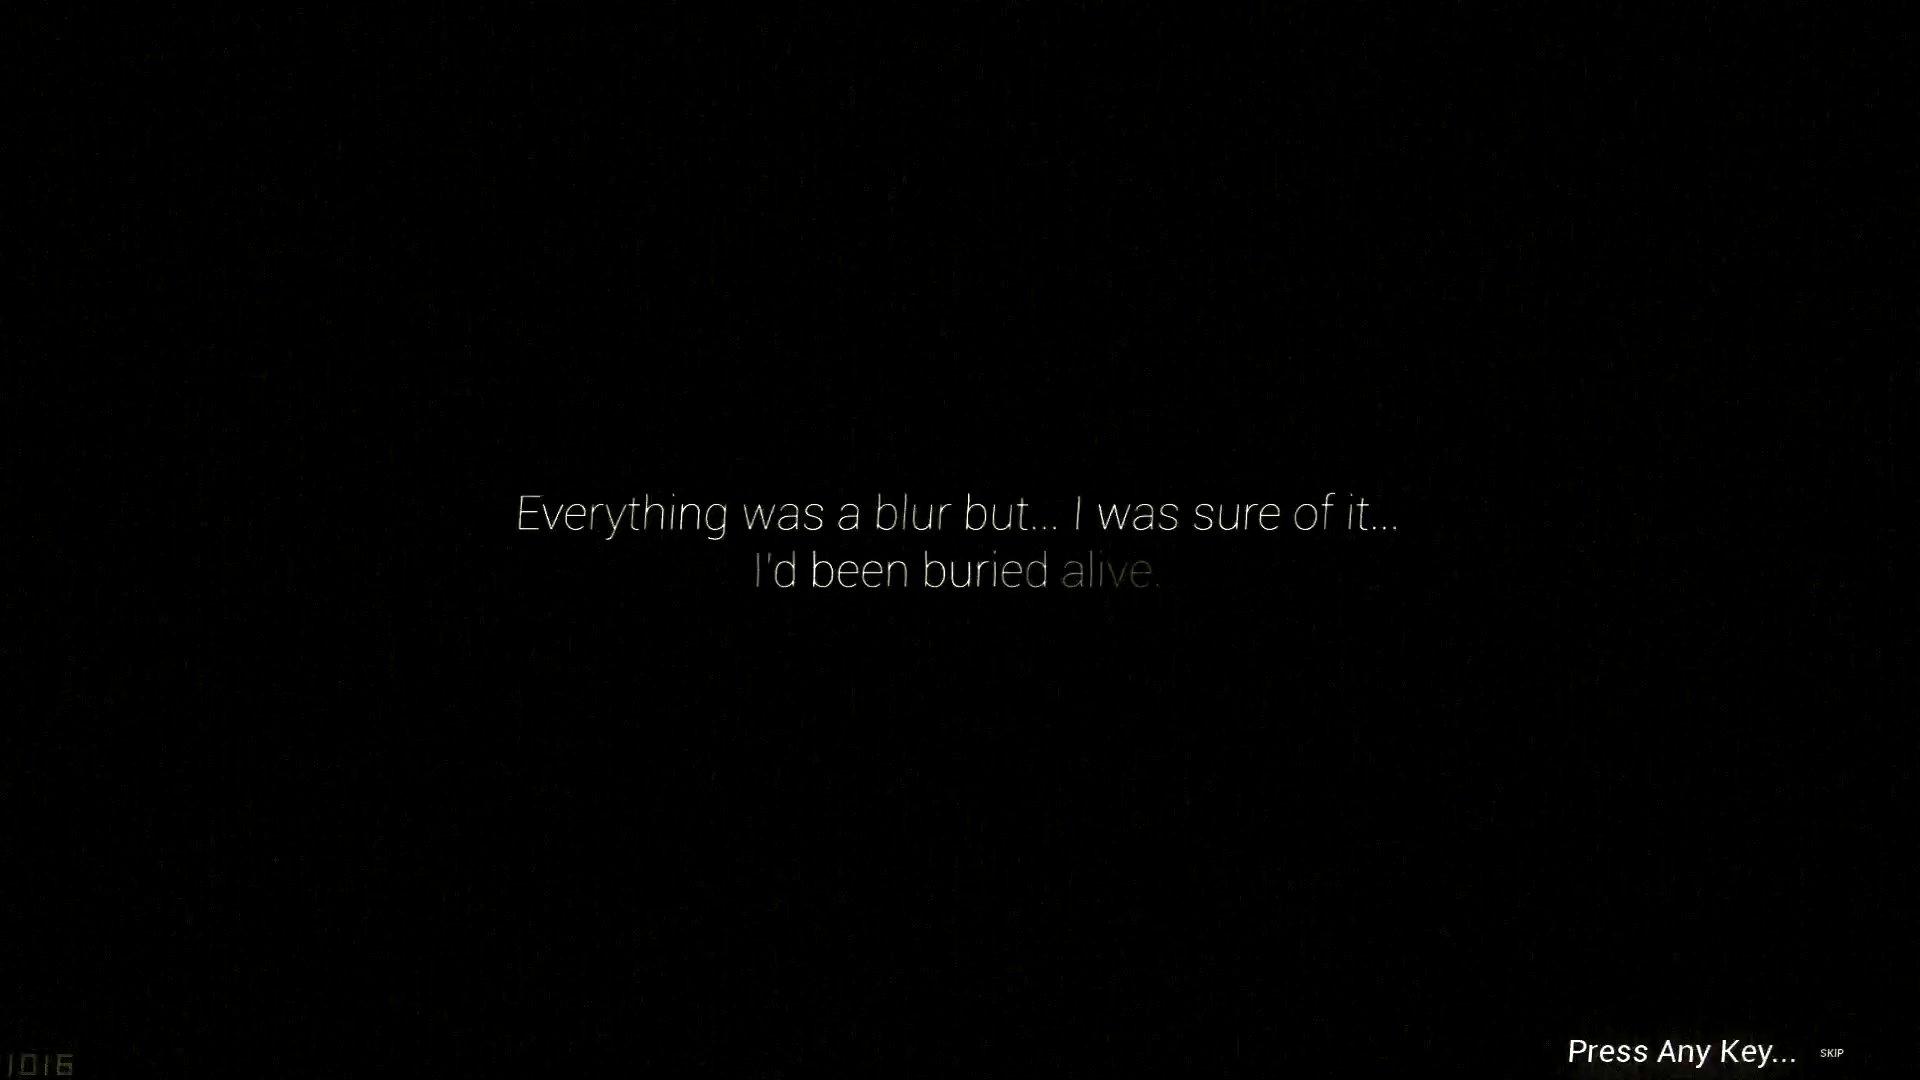 Everything was a blur but... I was sure of it...
I'd been buried alive.
1016
Press Any Key... SKIP